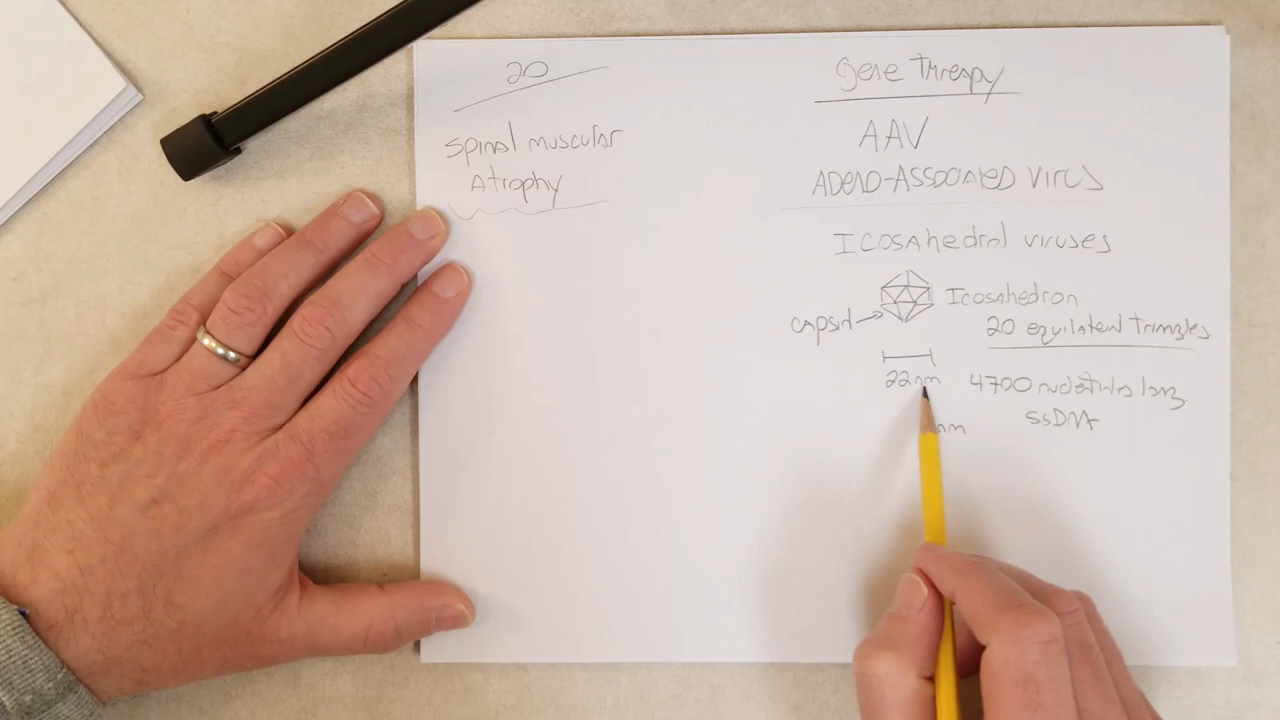 20
Spinal muscular
Atrophy
Gene Therapy
AAV
ADENO-ASSOCIATED VIRUS
Icosahedral viruses
Icosahedron
capsid
20 equilateral triangles
22nm
4700 nucleotides long
ssDNA
nm